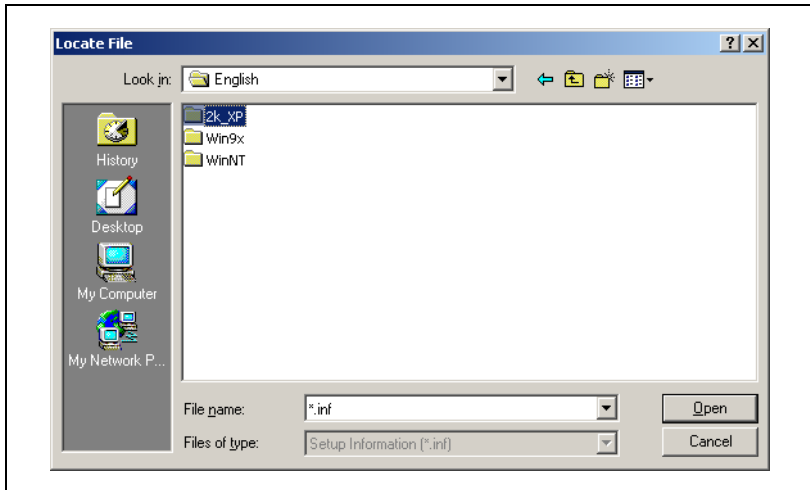 Locate File
Look in: English
2k_XP
Win9x
WinNT
History
Desktop
My Computer
My Network P...
File name: *.inf Open
Files of type: Setup Information (*.inf) Cancel